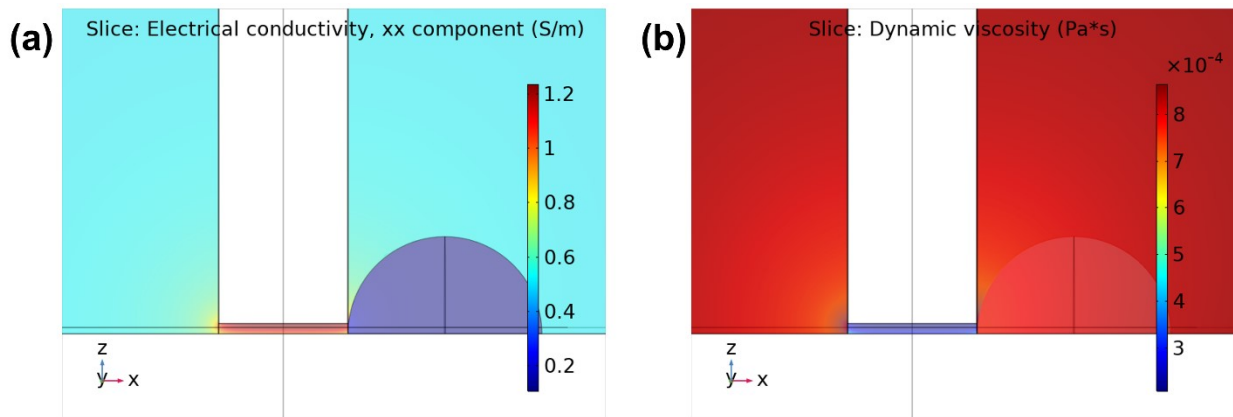 (a)
Slice: Electrical conductivity, xx component (S/m)
1.2
1
0.8
0.6
0.4
0.2
z
y
x
(b)
Slice: Dynamic viscosity (Pa*s)
×10⁻⁴
8
7
6
5
4
3
z
y
x